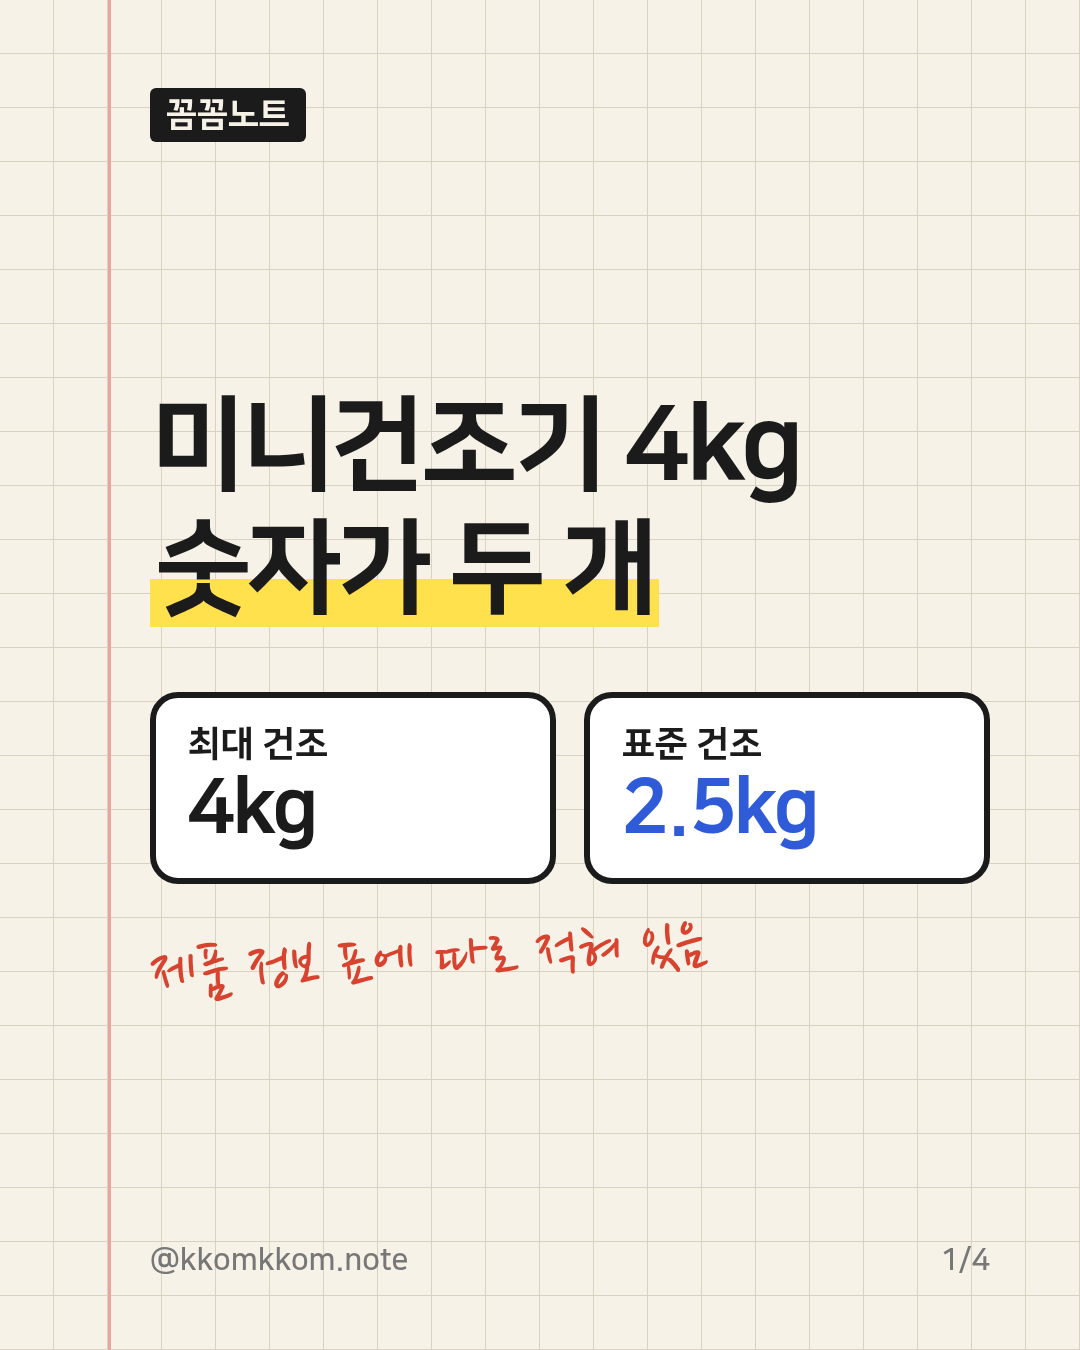 꼼꼼노트
미니건조기 4kg
숫자가 두 개
최대 건조
4kg
표준 건조
2.5kg
제품 정보 표에 따로 적혀 있음
@kkomkkom.note
1/4